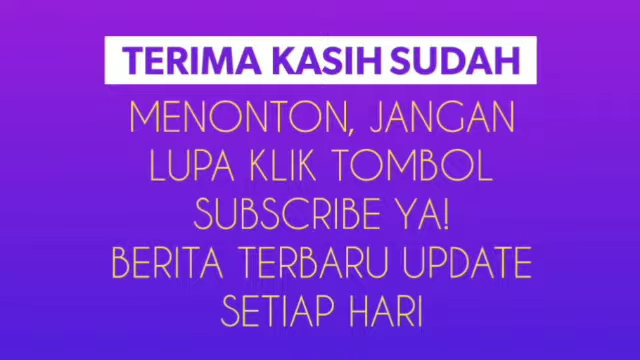 TERIMA KASIH SUDAH
MENONTON, JANGAN
LUPA KLIK TOMBOL
SUBSCRIBE YA!
BERITA TERBARU UPDATE
SETIAP HARI